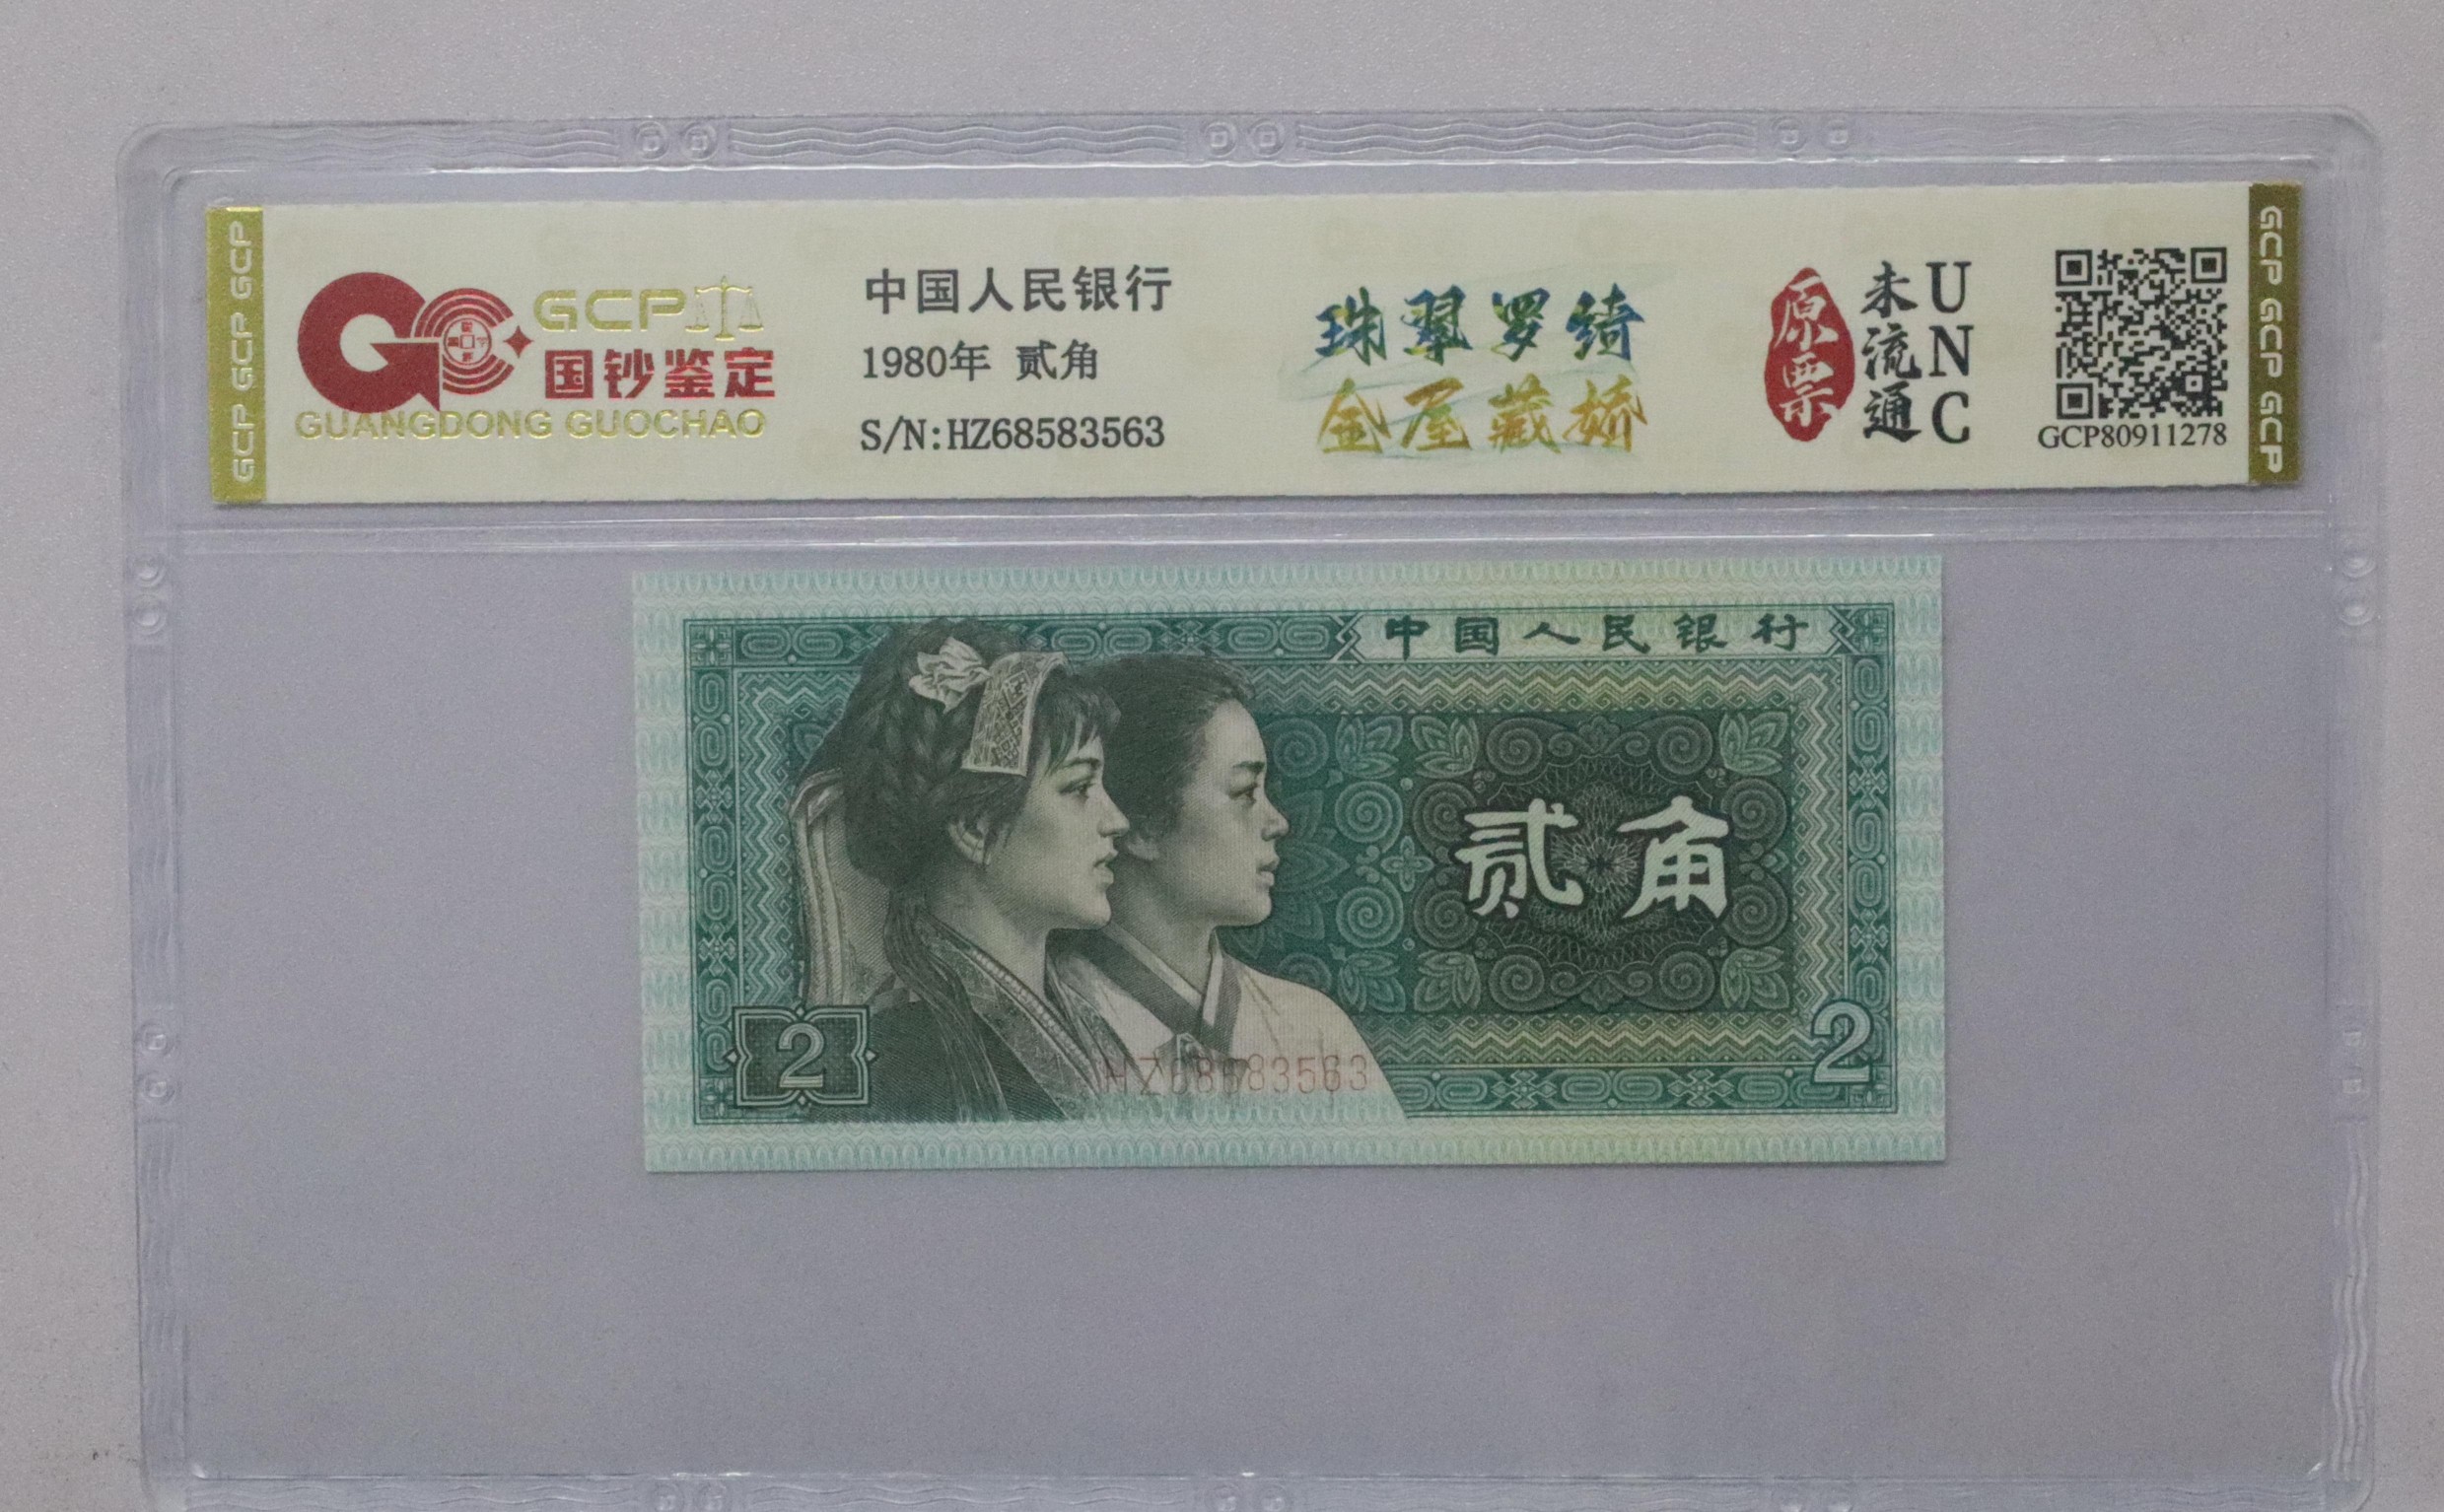 GCP GCP GCP
GCP
国钞鉴定
GUANGDONG GUOCHAO
中国人民银行
1980年 贰角
S/N:HZ68583563
珠翠罗绮
金屋藏娇
原票
未流通
UNC
GCP80911278
GCP GCP GCP
中国人民银行
贰角
2
2
HZ68583563